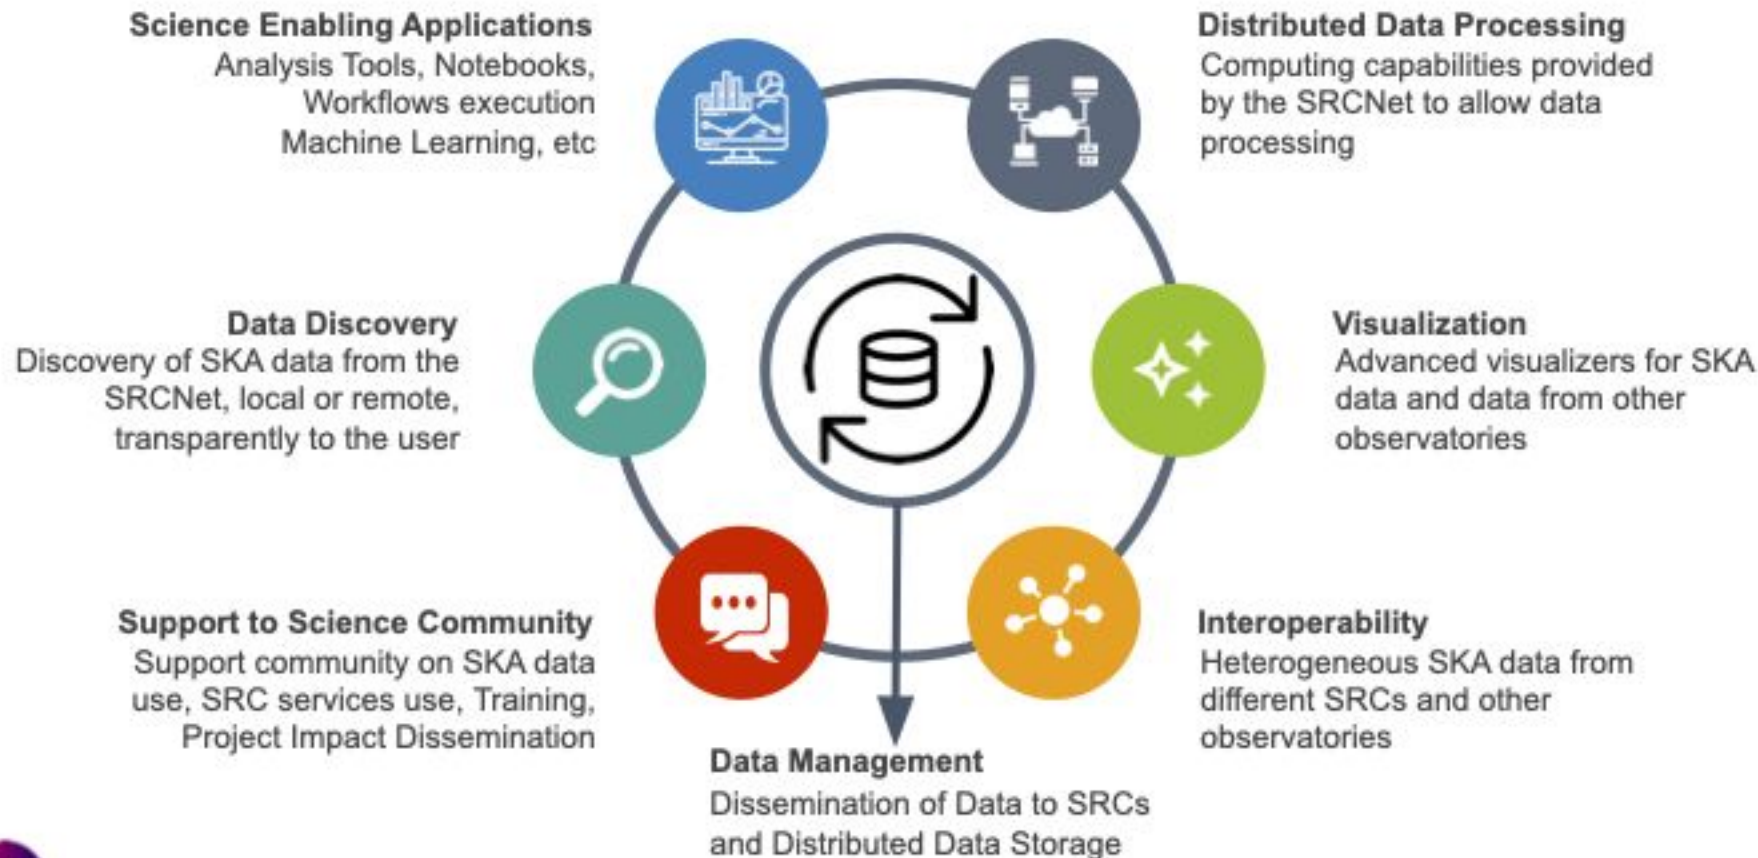 Science Enabling Applications
Analysis Tools, Notebooks,
Workflows execution
Machine Learning, etc
Distributed Data Processing
Computing capabilities provided
by the SRCNet to allow data
processing
Data Discovery
Discovery of SKA data from the
SRCNet, local or remote,
transparently to the user
Visualization
Advanced visualizers for SKA
data and data from other
observatories
Support to Science Community
Support community on SKA data
use, SRC services use, Training,
Project Impact Dissemination
Interoperability
Heterogeneous SKA data from
different SRCs and other
observatories
Data Management
Dissemination of Data to SRCs
and Distributed Data Storage